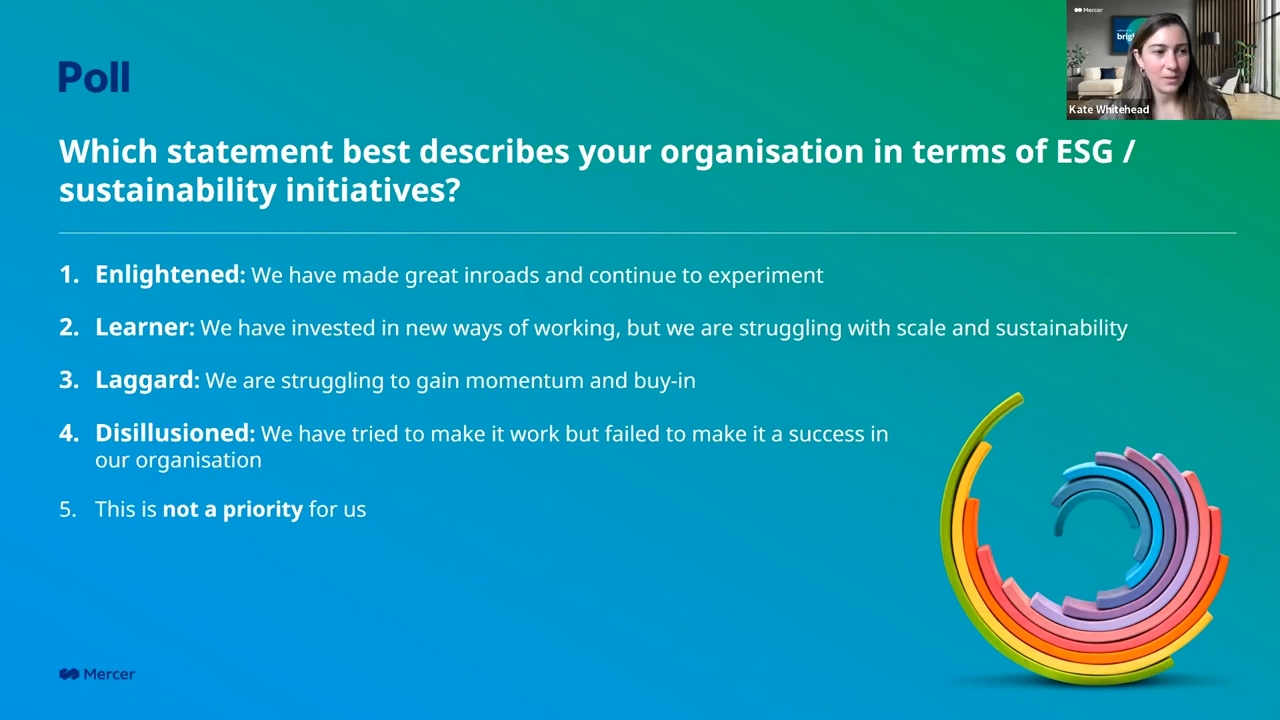 Mercer
Kate Whitehead
Poll
Which statement best describes your organisation in terms of ESG /
sustainability initiatives?
1. Enlightened: We have made great inroads and continue to experiment
2. Learner: We have invested in new ways of working, but we are struggling with scale and sustainability
3. Laggard: We are struggling to gain momentum and buy-in
4. Disillusioned: We have tried to make it work but failed to make it a success in
our organisation
5. This is not a priority for us
Mercer